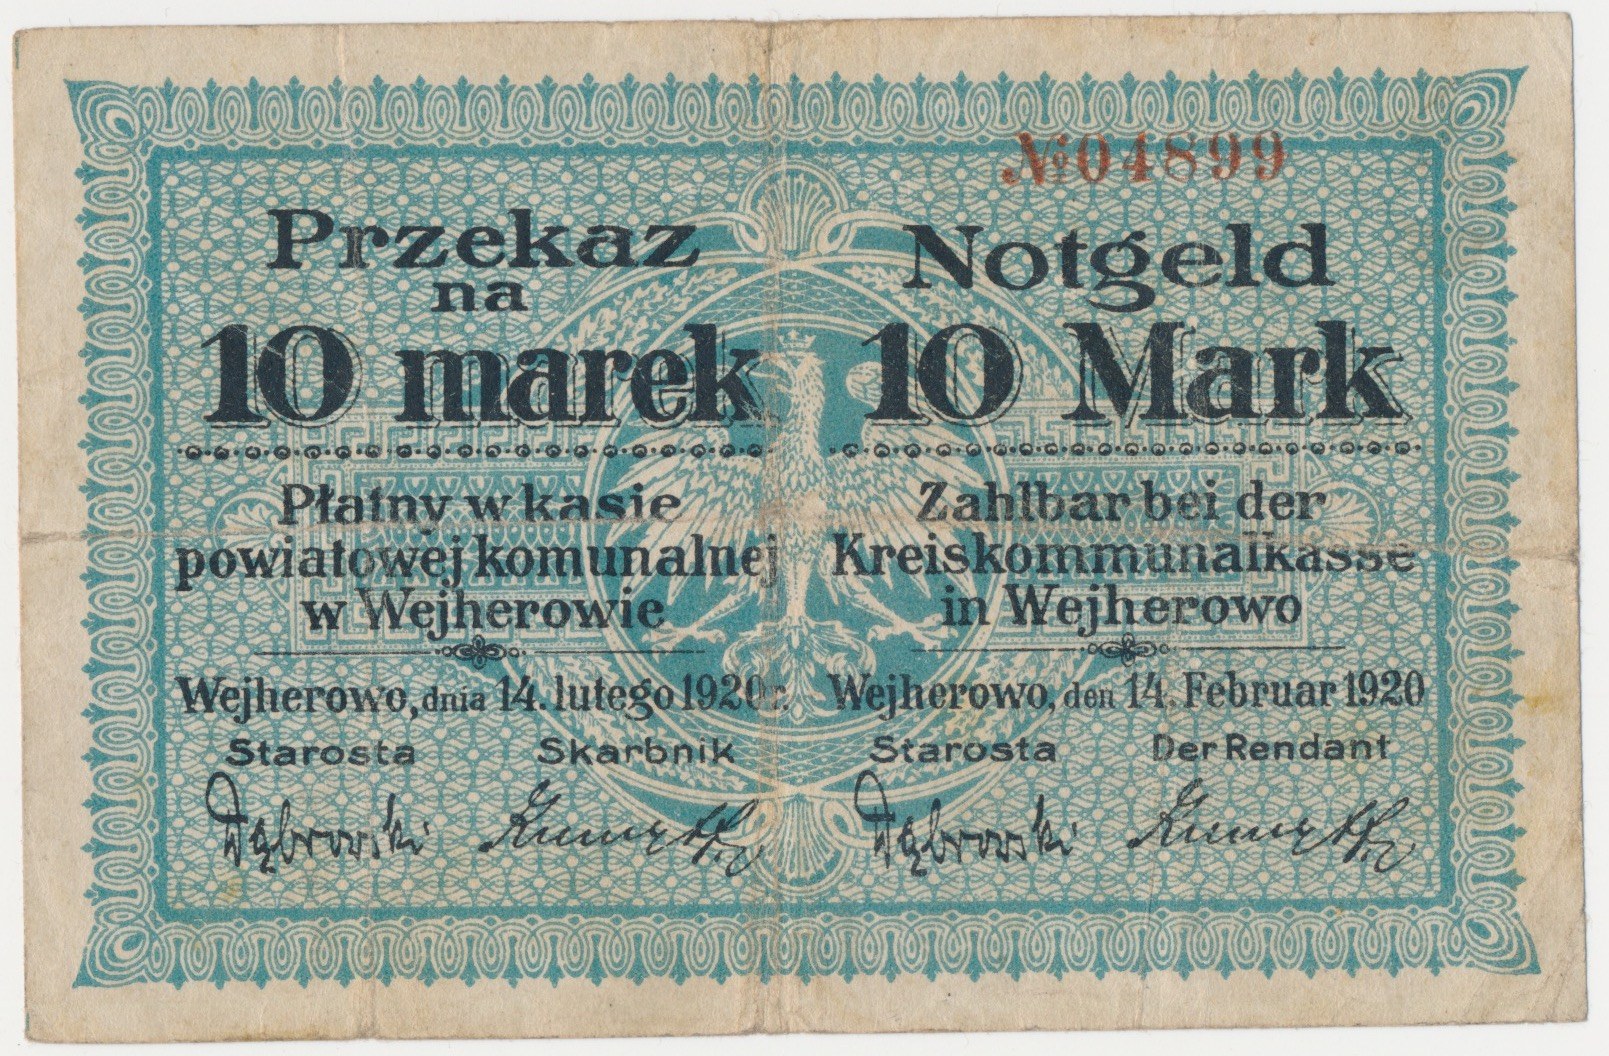 №04899
Przekaz
na
10 marek
Płatny w kasie
powiatowej komunalnej
w Wejherowie
Wejherowo, dnia 14. lutego 1920 r.
Starosta Skarbnik
Dąbrowski
Notgeld
10 Mark
Zahlbar bei der
Kreiskommunalkasse
in Wejherowo
Wejherowo, den 14. Februar 1920
Starosta Der Rendant
Dąbrowski